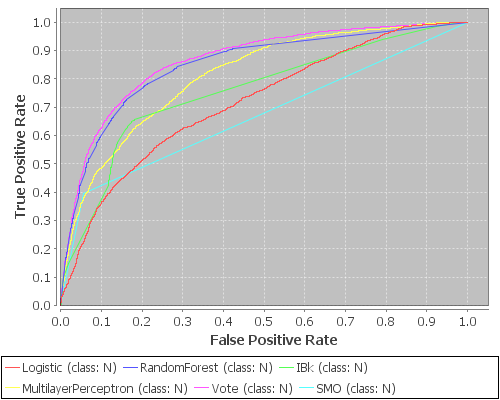 1.0
0.9
0.8
0.7
0.6
0.5
0.4
0.3
0.2
0.1
0.0
True Positive Rate
0.0 0.1 0.2 0.3 0.4 0.5 0.6 0.7 0.8 0.9 1.0
False Positive Rate
Logistic (class: N) RandomForest (class: N) IBk (class: N)
MultilayerPerceptron (class: N) Vote (class: N) SMO (class: N)